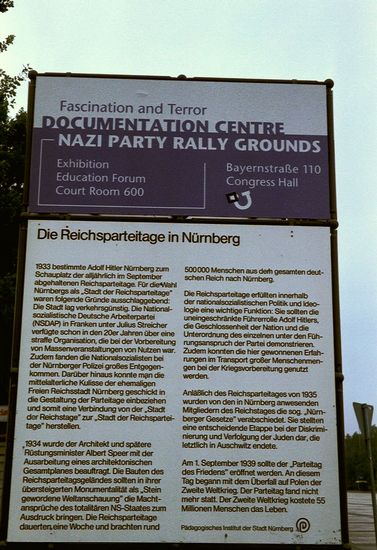 Fascination and Terror
DOCUMENTATION CENTRE
NAZI PARTY RALLY GROUNDS
Exhibition
Education Forum
Court Room 600
Bayernstraße 110
Congress Hall
Die Reichsparteitage in Nürnberg
1933 bestimmte Adolf Hitler Nürnberg zum
Schauplatz der alljährlich im September
abgehaltenen Reichsparteitage. Für die Wahl
Nürnbergs als „Stadt der Reichsparteitage"
waren folgende Gründe ausschlaggebend:
Die Stadt lag verkehrsgünstig. Die National-
sozialistische Deutsche Arbeiterpartei
(NSDAP) in Franken unter Julius Streicher
verfügte schon in den 20er Jahren über eine
straffe Organisation, die bei der Vorbereitung
von Massenveranstaltungen von Nutzen war.
Zudem fanden die Nationalsozialisten bei
der Nürnberger Polizei großes Entgegen-
kommen. Darüber hinaus konnte man die
mittelalterliche Kulisse der ehemaligen
Freien Reichsstadt Nürnberg geschickt in
die Gestaltung der Parteitage einbeziehen
und somit eine Verbindung von der „Stadt
der Reichstage" zur „Stadt der Reichspartei-
tage" herstellen.
1934 wurde der Architekt und spätere
Rüstungsminister Albert Speer mit der
Ausarbeitung eines architektonischen
Gesamtplanes beauftragt. Die Bauten des
Reichsparteitagsgeländes sollten in ihrer
übersteigerten Monumentalität als „Stein
gewordene Weltanschauung" die Macht-
ansprüche des totalitären NS-Staates zum
Ausdruck bringen. Die Reichsparteitage
dauerten eine Woche und brachten rund
500000 Menschen aus dem gesamten deut-
schen Reich nach Nürnberg.
Die Reichsparteitage erfüllten innerhalb
der nationalsozialistischen Politik und Ideo-
logie eine wichtige Funktion: Sie sollten die
uneingeschränkte Führerrolle Adolf Hitlers,
die Geschlossenheit der Nation und die
Unterordnung des einzelnen unter den Füh-
rungsanspruch der Partei demonstrieren.
Zudem konnten die hier gewonnenen Erfah-
rungen im Transport großer Menschenmen-
gen bei der Kriegsvorbereitung genutzt
werden.
Anläßlich des Reichsparteitages von 1935
wurden von den in Nürnberg anwesenden
Mitgliedern des Reichstages die sog. „Nürn-
berger Gesetze" verabschiedet. Sie stellten
eine entscheidende Etappe bei der Diskrimi-
nierung und Verfolgung der Juden dar, die
letztlich in Auschwitz endete.
Am 1. September 1939 sollte der „Parteitag
des Friedens" eröffnet werden. An diesem
Tag begann mit dem Überfall auf Polen der
Zweite Weltkrieg. Der Parteitag fand nicht
mehr statt. Der Zweite Weltkrieg kostete 55
Millionen Menschen das Leben.
Pädagogisches Institut der Stadt Nürnberg